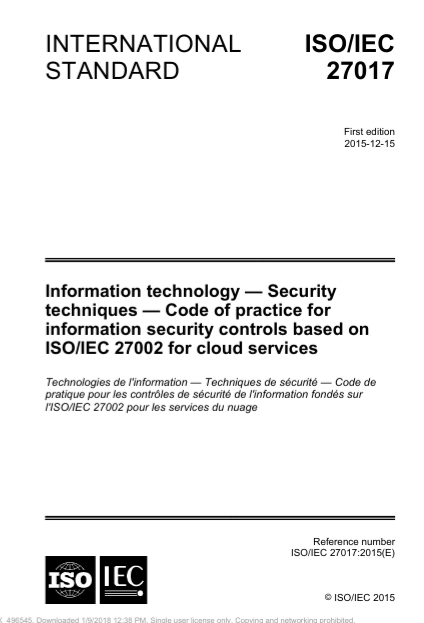 INTERNATIONAL STANDARD
ISO/IEC 27017
First edition
2015-12-15
Information technology — Security
techniques — Code of practice for
information security controls based on
ISO/IEC 27002 for cloud services
Technologies de l'information — Techniques de sécurité — Code de
pratique pour les contrôles de sécurité de l'information fondés sur
l'ISO/IEC 27002 pour les services du nuage
Reference number
ISO/IEC 27017:2015(E)
ISO IEC
© ISO/IEC 2015
496545. Downloaded 1/9/2018 12:38 PM. Single user license only. Copying and networking prohibited.